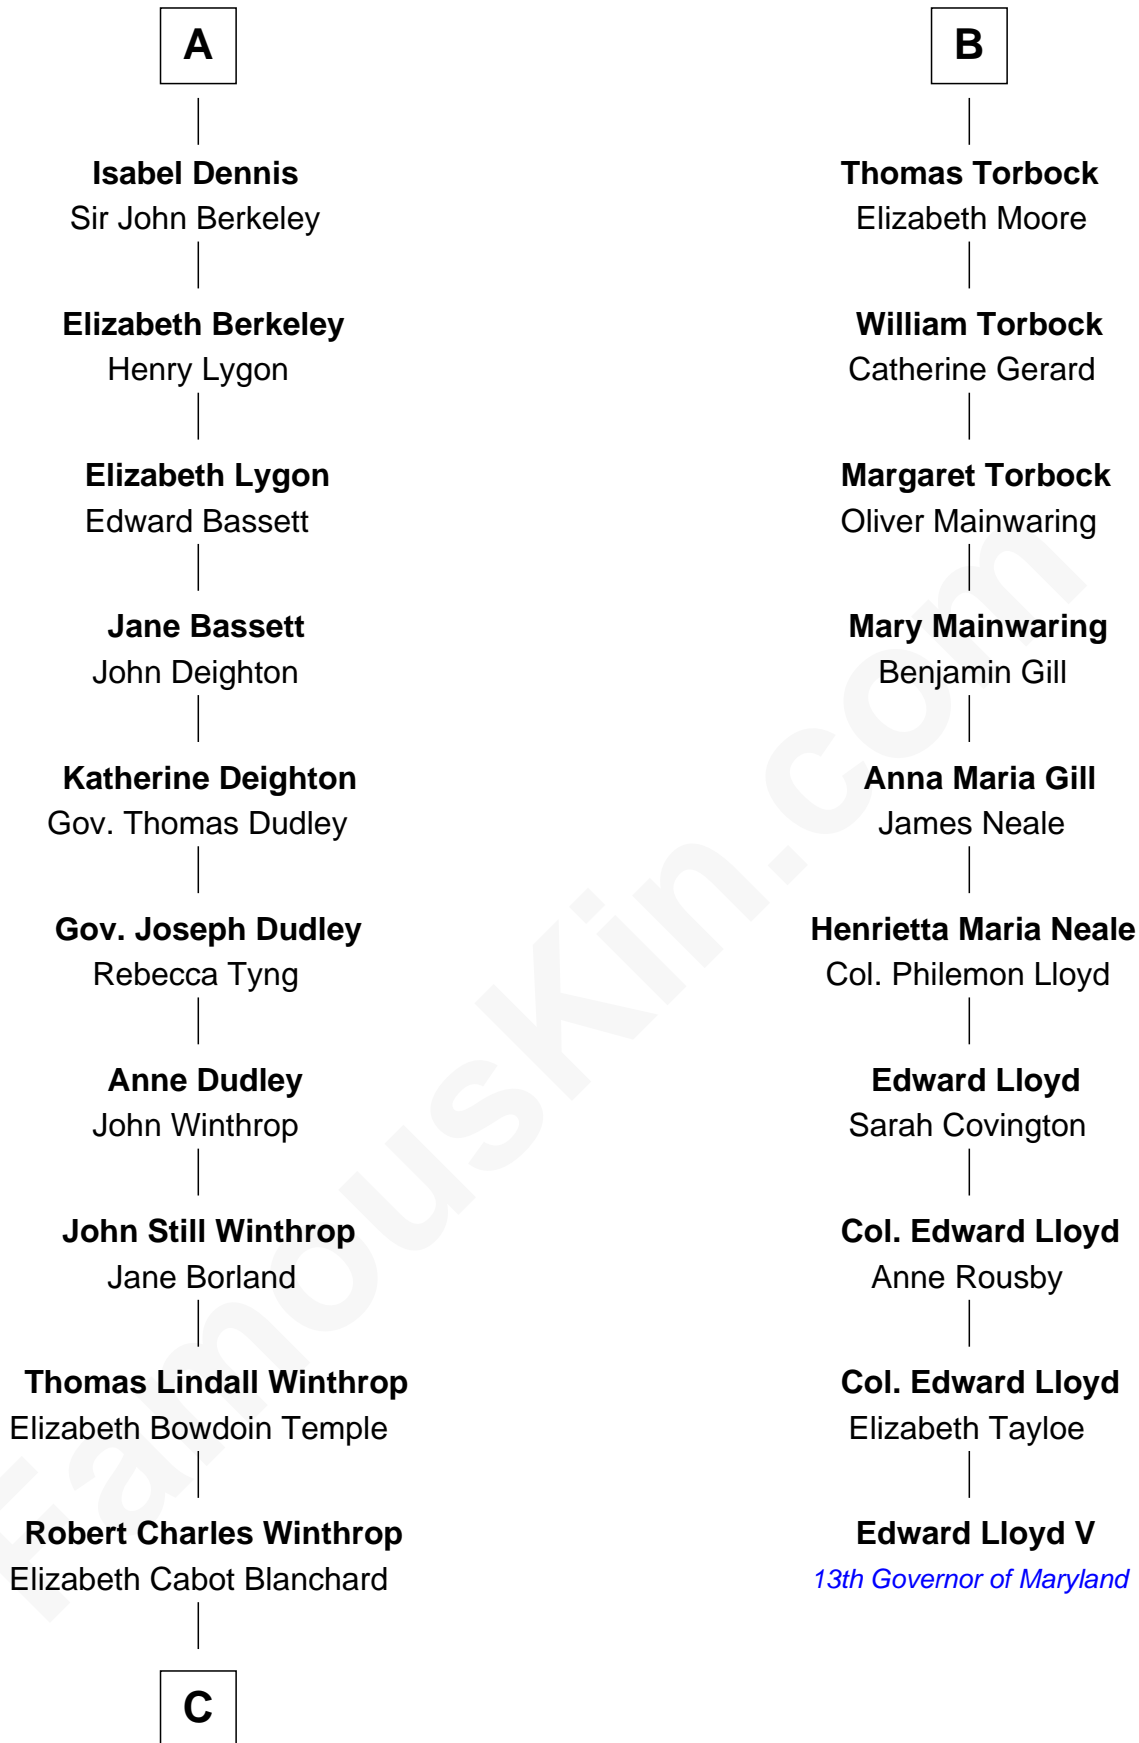 A
Isabel Dennis
Sir John Berkeley
Elizabeth Berkeley
Henry Lygon
Elizabeth Lygon
Edward Bassett
Jane Bassett
John Deighton
Katherine Deighton
Gov. Thomas Dudley
Gov. Joseph Dudley
Rebecca Tyng
Anne Dudley
John Winthrop
John Still Winthrop
Jane Borland
Thomas Lindall Winthrop
Elizabeth Bowdoin Temple
Robert Charles Winthrop
Elizabeth Cabot Blanchard
C
B
Thomas Torbock
Elizabeth Moore
William Torbock
Catherine Gerard
Margaret Torbock
Oliver Mainwaring
Mary Mainwaring
Benjamin Gill
Anna Maria Gill
James Neale
Henrietta Maria Neale
Col. Philemon Lloyd
Edward Lloyd
Sarah Covington
Col. Edward Lloyd
Anne Rousby
Col. Edward Lloyd
Elizabeth Tayloe
Edward Lloyd V
13th Governor of Maryland
FamousKin.com